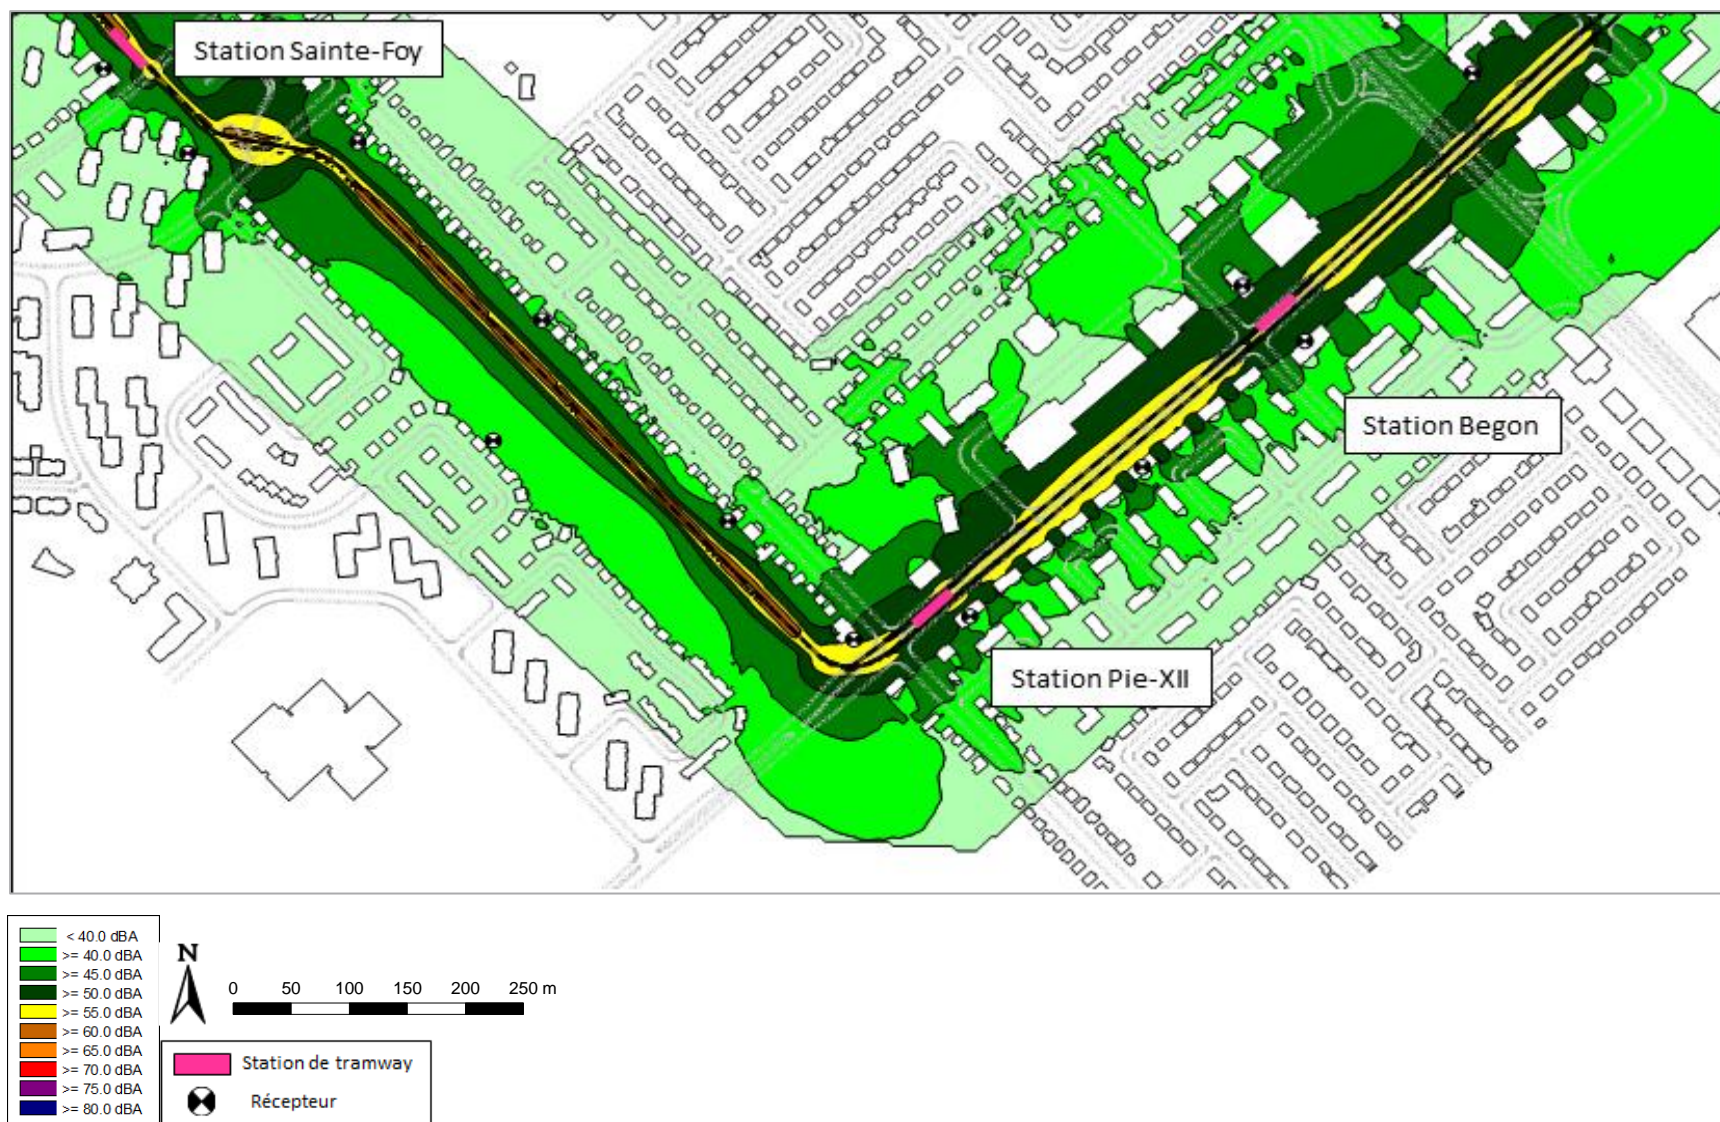 Station Sainte-Foy
Station Begon
Station Pie-XII
< 40.0 dBA
>= 40.0 dBA
>= 45.0 dBA
>= 50.0 dBA
>= 55.0 dBA
>= 60.0 dBA
>= 65.0 dBA
>= 70.0 dBA
>= 75.0 dBA
>= 80.0 dBA
N
0 50 100 150 200 250 m
Station de tramway
Récepteur